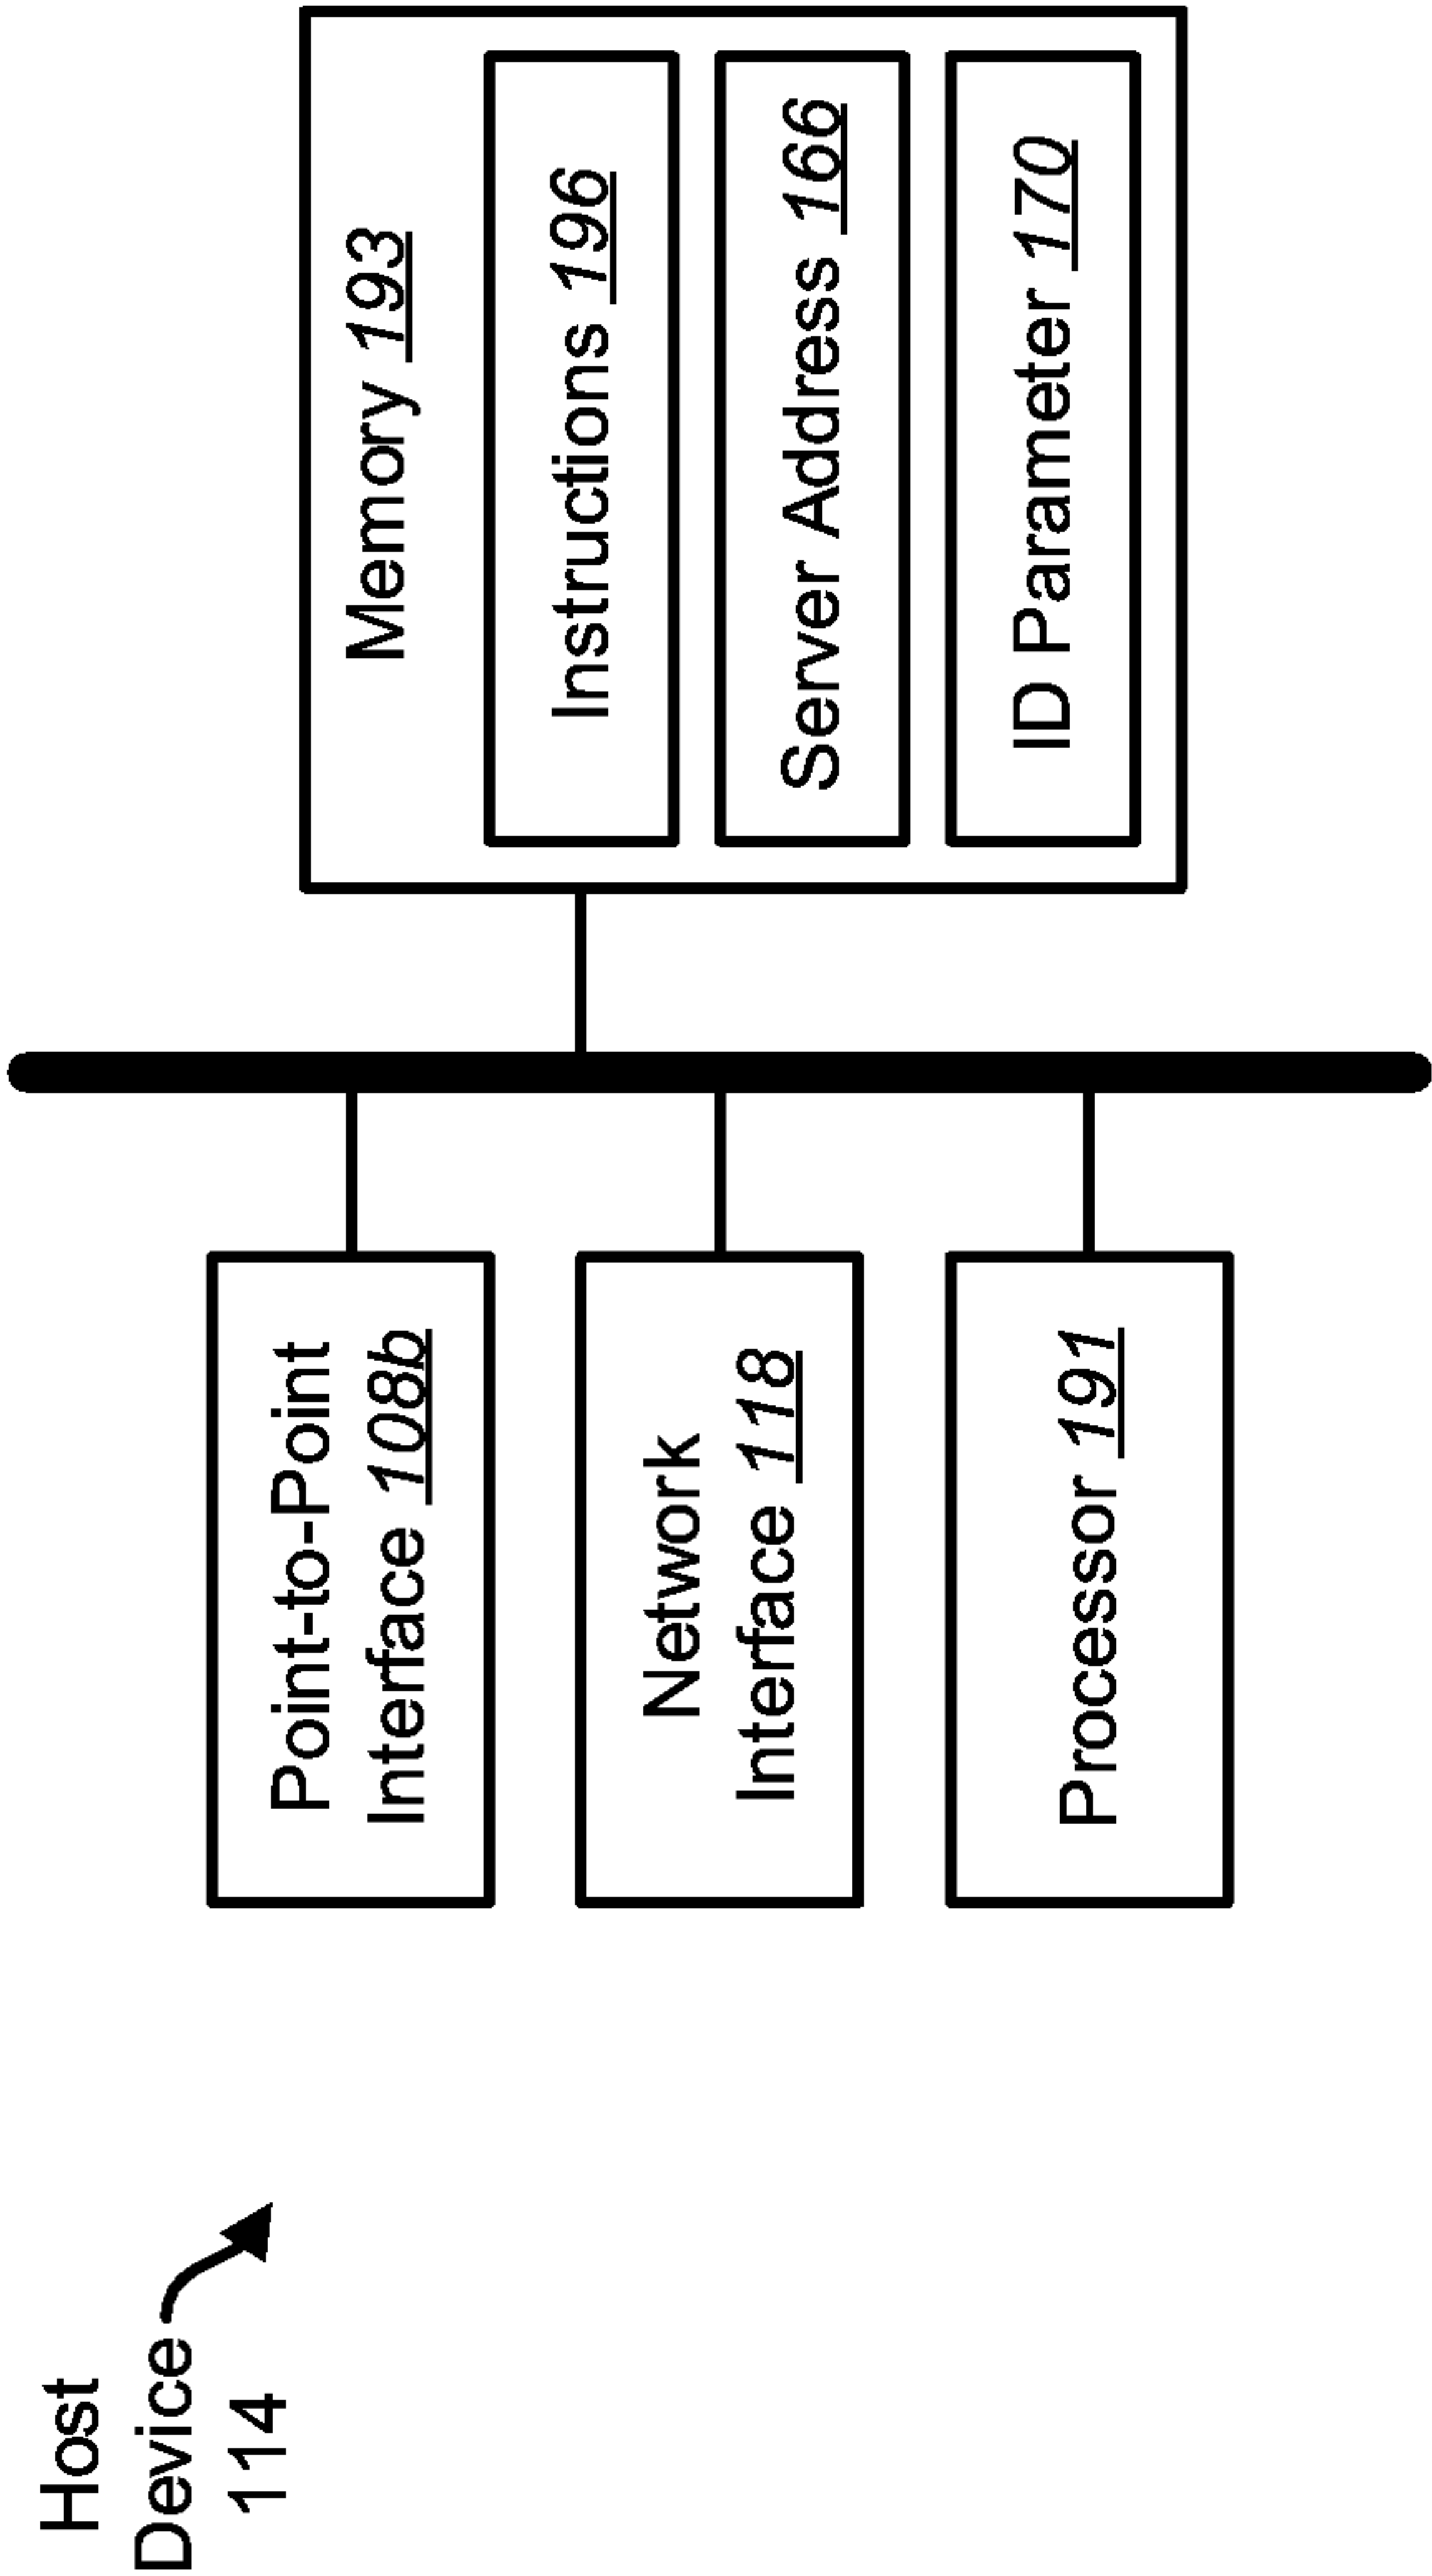 Host
Device
114
Point-to-Point
Interface 108b
Network
Interface 118
Processor 191
Memory 193
Instructions 196
Server Address 166
ID Parameter 170